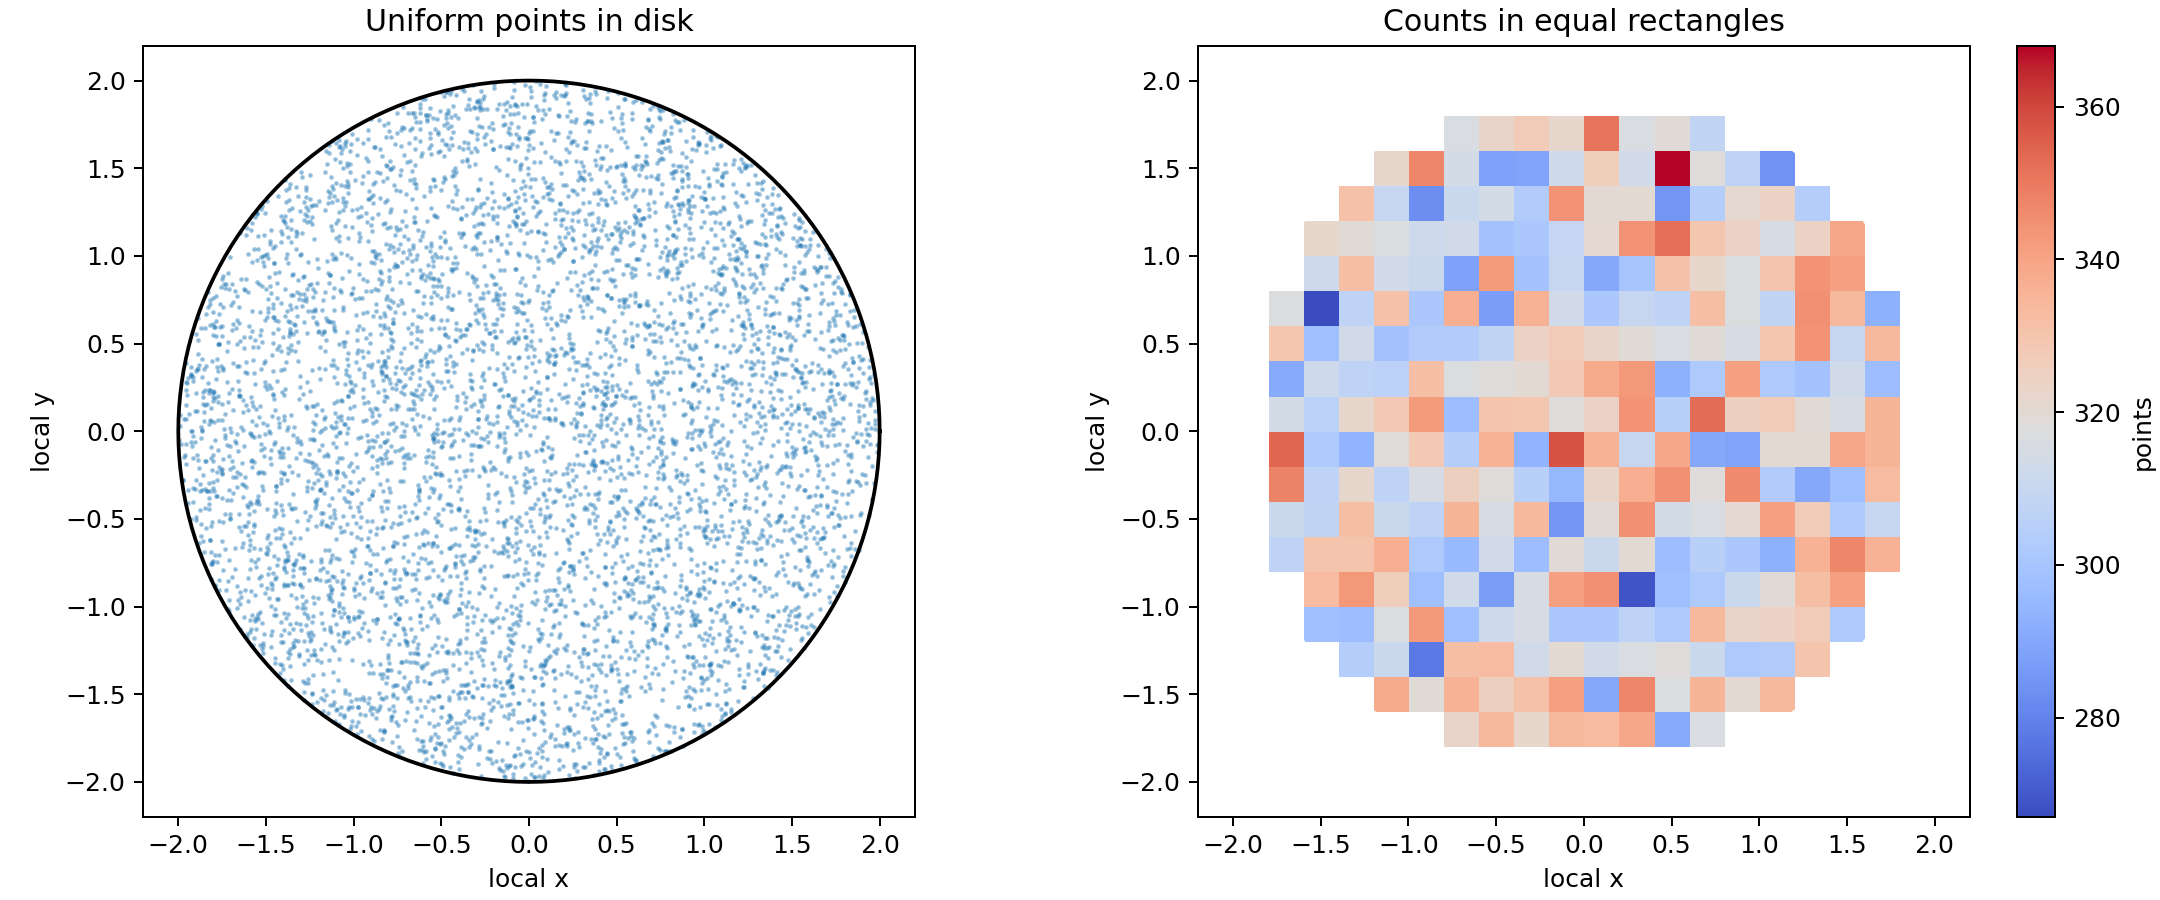 Uniform points in disk
2.0
1.5
1.0
0.5
0.0
−0.5
−1.0
−1.5
−2.0
local y
−2.0 −1.5 −1.0 −0.5 0.0 0.5 1.0 1.5 2.0
local x
Counts in equal rectangles
2.0
1.5
1.0
0.5
0.0
−0.5
−1.0
−1.5
−2.0
local y
−2.0 −1.5 −1.0 −0.5 0.0 0.5 1.0 1.5 2.0
local x
360
340
320
300
280
points